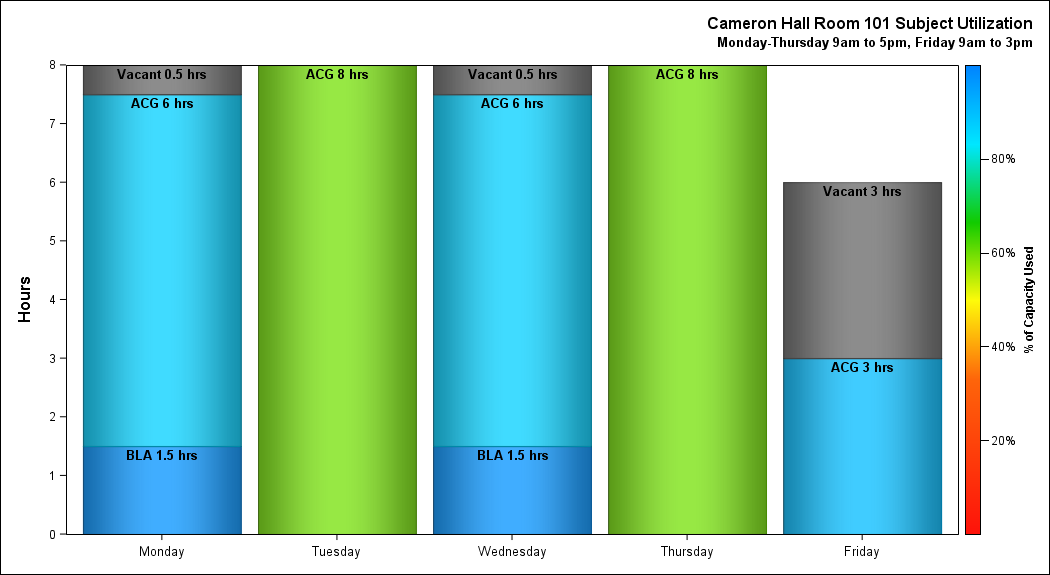 Cameron Hall Room 101 Subject Utilization
Monday-Thursday 9am to 5pm, Friday 9am to 3pm
Hours
8
7
6
5
4
3
2
1
0
Vacant 0.5 hrs
ACG 6 hrs
BLA 1.5 hrs
ACG 8 hrs
Vacant 0.5 hrs
ACG 6 hrs
BLA 1.5 hrs
ACG 8 hrs
Vacant 3 hrs
ACG 3 hrs
Monday
Tuesday
Wednesday
Thursday
Friday
80%
60%
40%
20%
% of Capacity Used